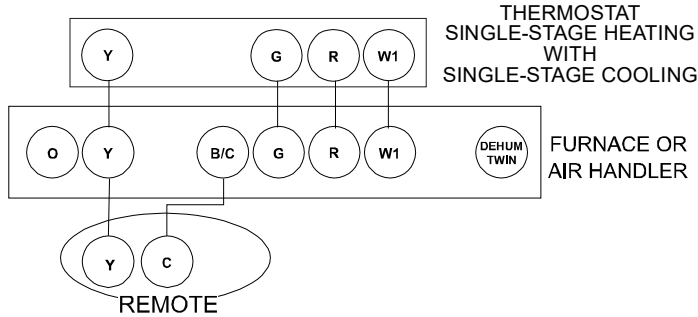 THERMOSTAT
SINGLE-STAGE HEATING
WITH
SINGLE-STAGE COOLING
Y G R W1
O Y B/C G R W1 DEHUM
TWIN
FURNACE OR
AIR HANDLER
Y C
REMOTE